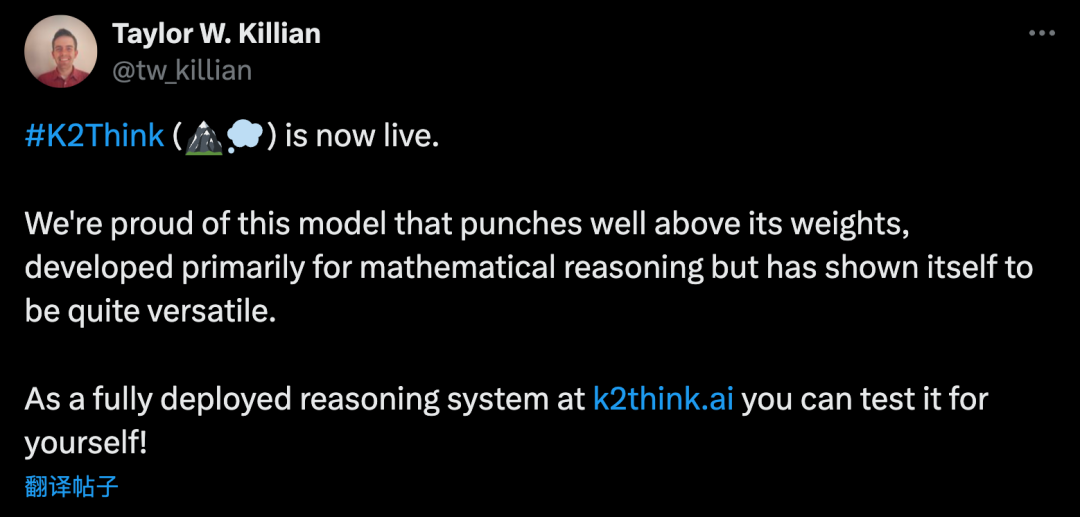 Taylor W. Killian
@tw_killian
#K2Think (⛰️💭) is now live.
We're proud of this model that punches well above its weights,
developed primarily for mathematical reasoning but has shown itself to
be quite versatile.
As a fully deployed reasoning system at k2think.ai you can test it for
yourself!
翻译帖子